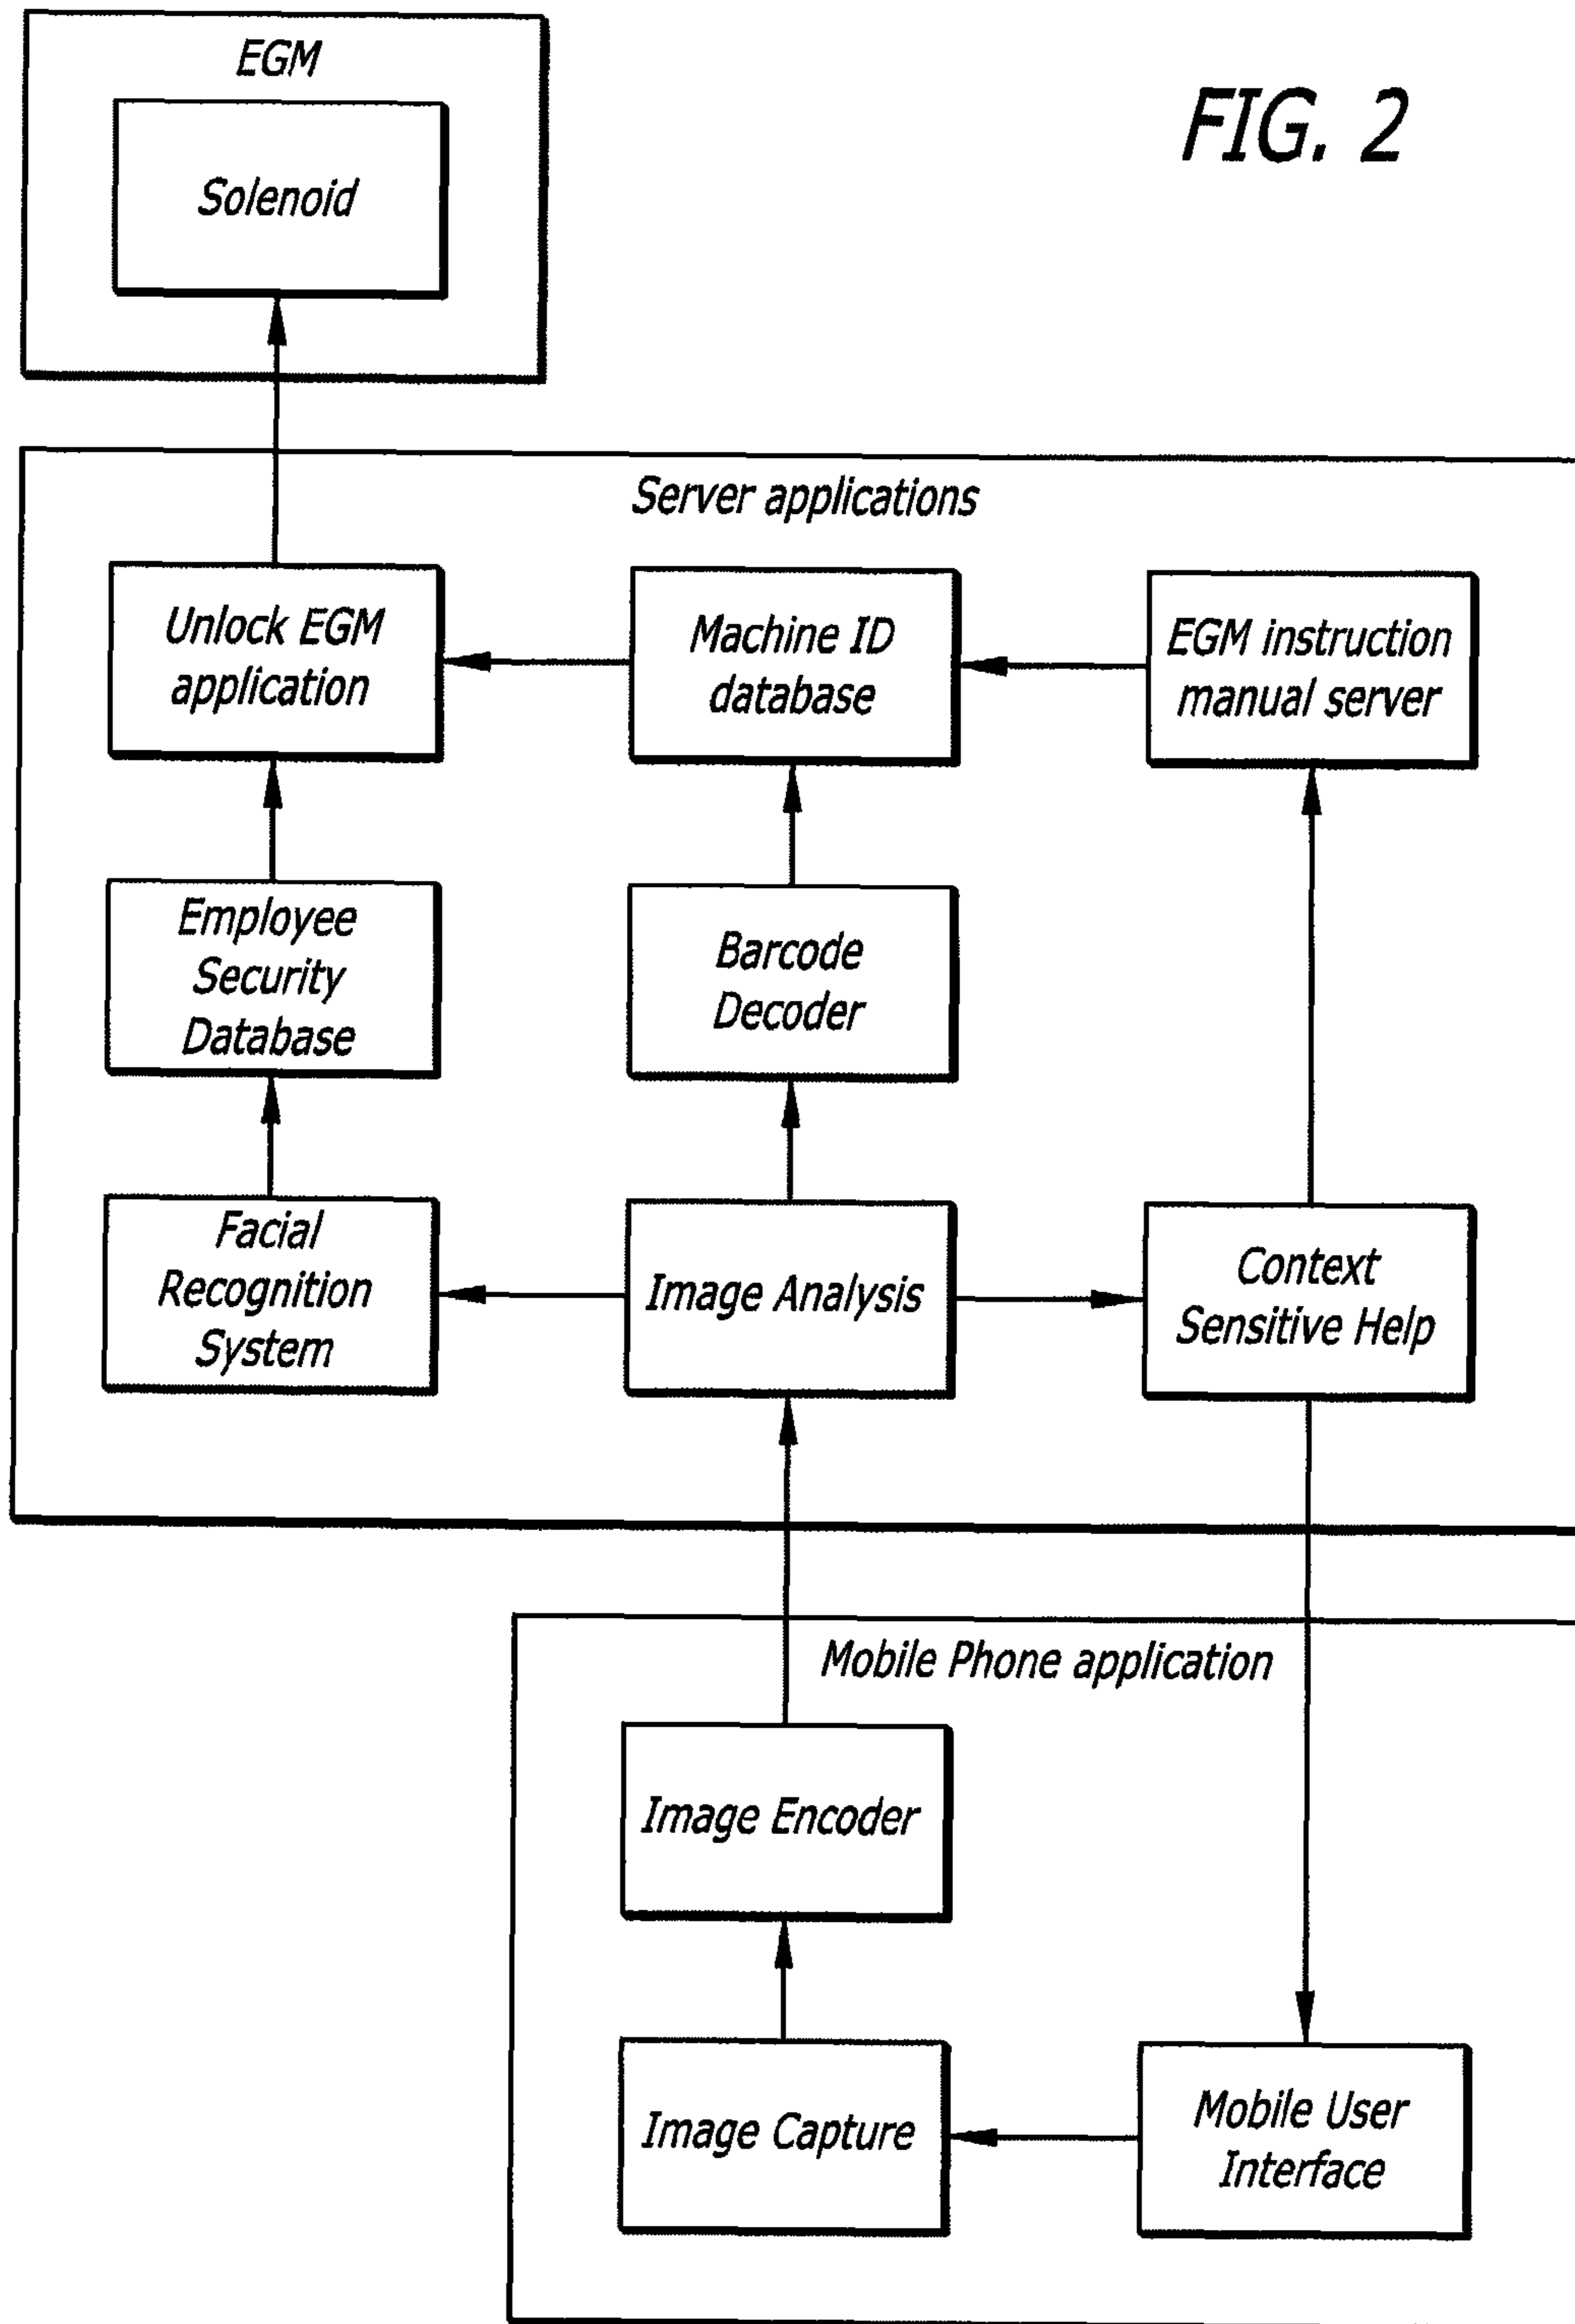 EGM
FIG. 2
Solenoid
Server applications
Unlock EGM
application
Machine ID
database
EGM instruction
manual server
Employee
Security
Database
Barcode
Decoder
Facial
Recognition
System
Image Analysis
Context
Sensitive Help
Mobile Phone application
Image Encoder
Image Capture
Mobile User
Interface